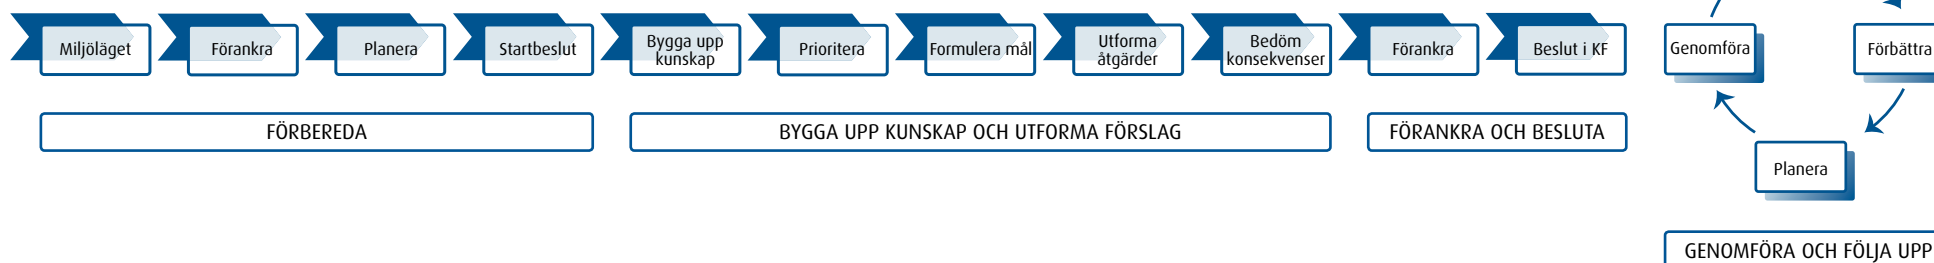 Miljöläget
Förankra
Planera
Startbeslut
Bygga upp
kunskap
Prioritera
Formulera mål
Utforma
åtgärder
Bedöm
konsekvenser
Förankra
Beslut i KF
Genomföra
Förbättra
FÖRBEREDA
BYGGA UPP KUNSKAP OCH UTFORMA FÖRSLAG
FÖRANKRA OCH BESLUTA
Planera
GENOMFÖRA OCH FÖLJA UPP